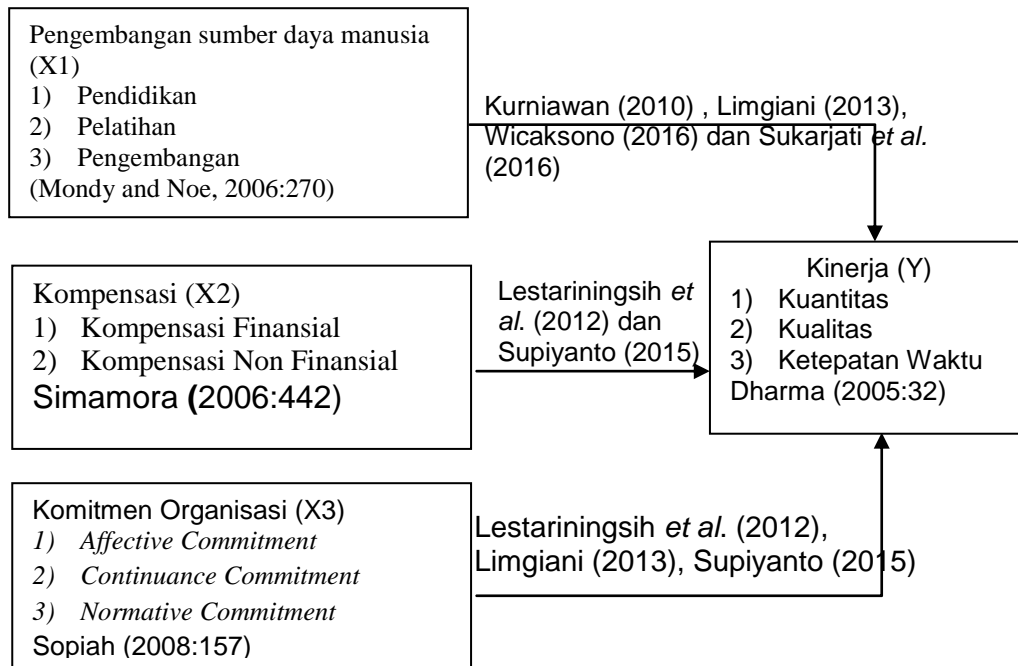 Pengembangan sumber daya manusia
(X1)
1) Pendidikan
2) Pelatihan
3) Pengembangan
(Mondy and Noe, 2006:270)
Kurniawan (2010) , Limgiani (2013),
Wicaksono (2016) dan Sukarjati et al.
(2016)
Kompensasi (X2)
1) Kompensasi Finansial
2) Kompensasi Non Finansial
Simamora (2006:442)
Lestariningsih et
al. (2012) dan
Supiyanto (2015)
Kinerja (Y)
1) Kuantitas
2) Kualitas
3) Ketepatan Waktu
Dharma (2005:32)
Komitmen Organisasi (X3)
1) Affective Commitment
2) Continuance Commitment
3) Normative Commitment
Sopiah (2008:157)
Lestariningsih et al. (2012),
Limgiani (2013), Supiyanto (2015)